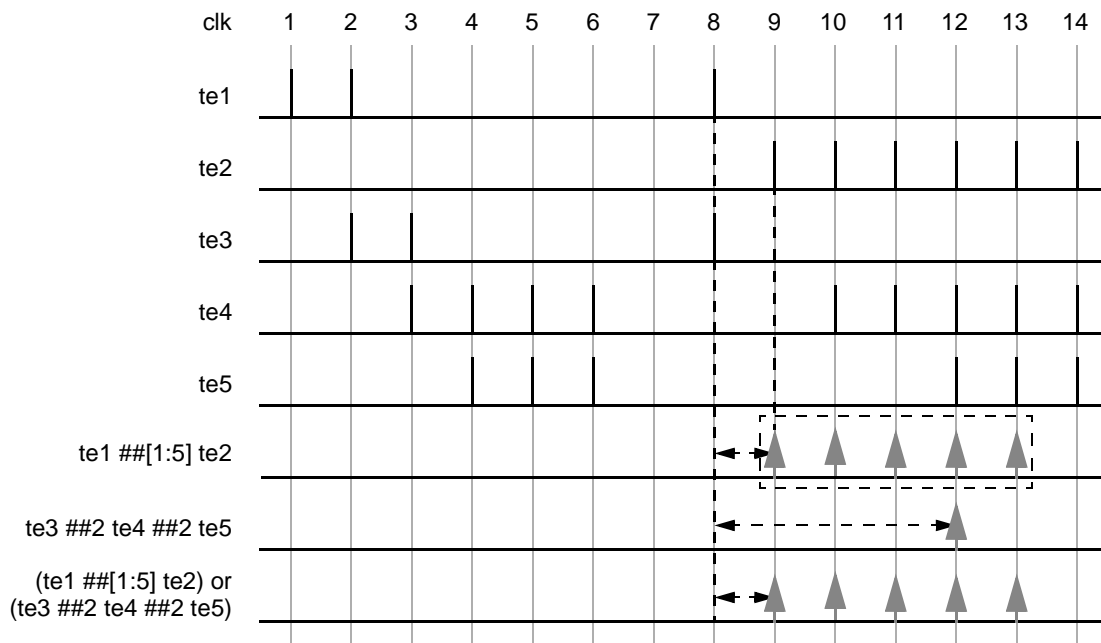 clk 1 2 3 4 5 6 7 8 9 10 11 12 13 14
te1
te2
te3
te4
te5
te1 ##[1:5] te2
te3 ##2 te4 ##2 te5
(te1 ##[1:5] te2) or
(te3 ##2 te4 ##2 te5)